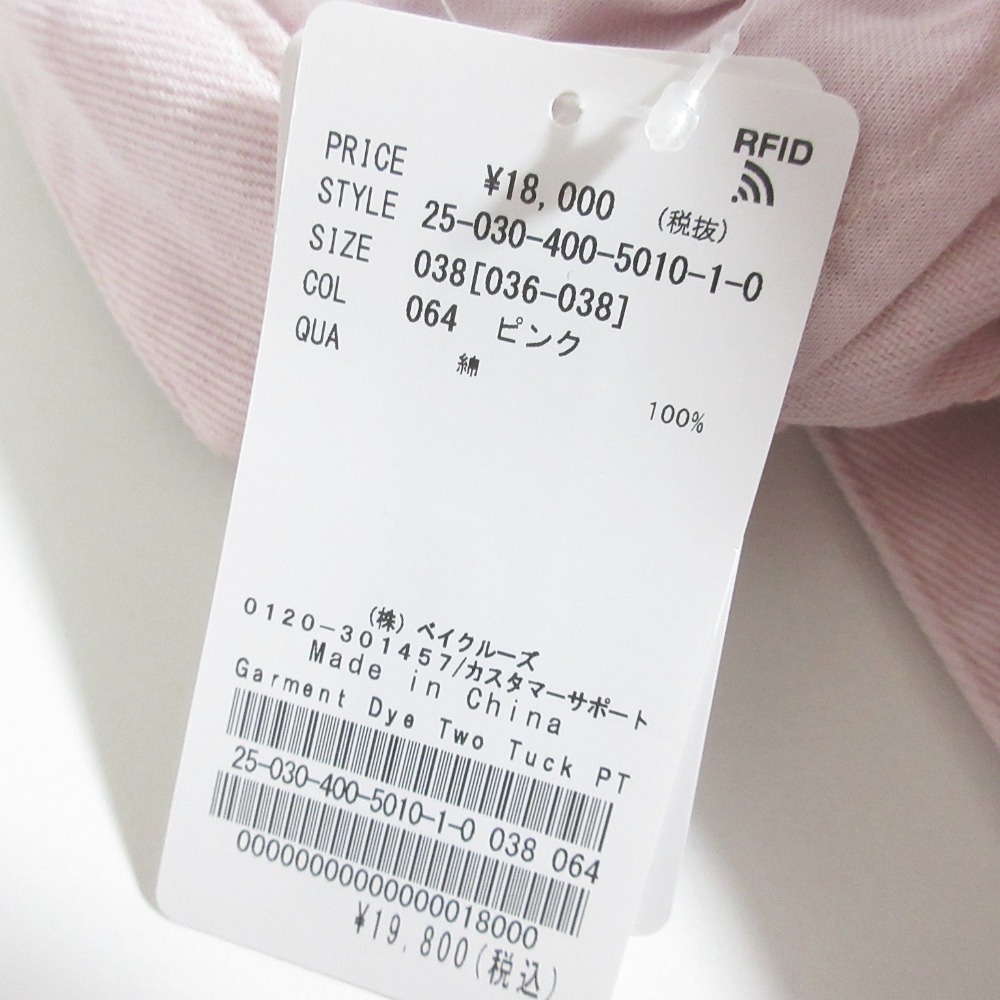 RFID
PRICE ¥18,000 (税抜)
STYLE 25-030-400-5010-1-0
SIZE 038[036-038]
COL 064 ピンク
QUA 綿 100%
(株) ベイクルーズ
0120-301457/カスタマーサポート
Made in China
Garment Dye Two Tuck PT
25-030-400-5010-1-0 038 064
0000000000000018000
¥19,800(税込)